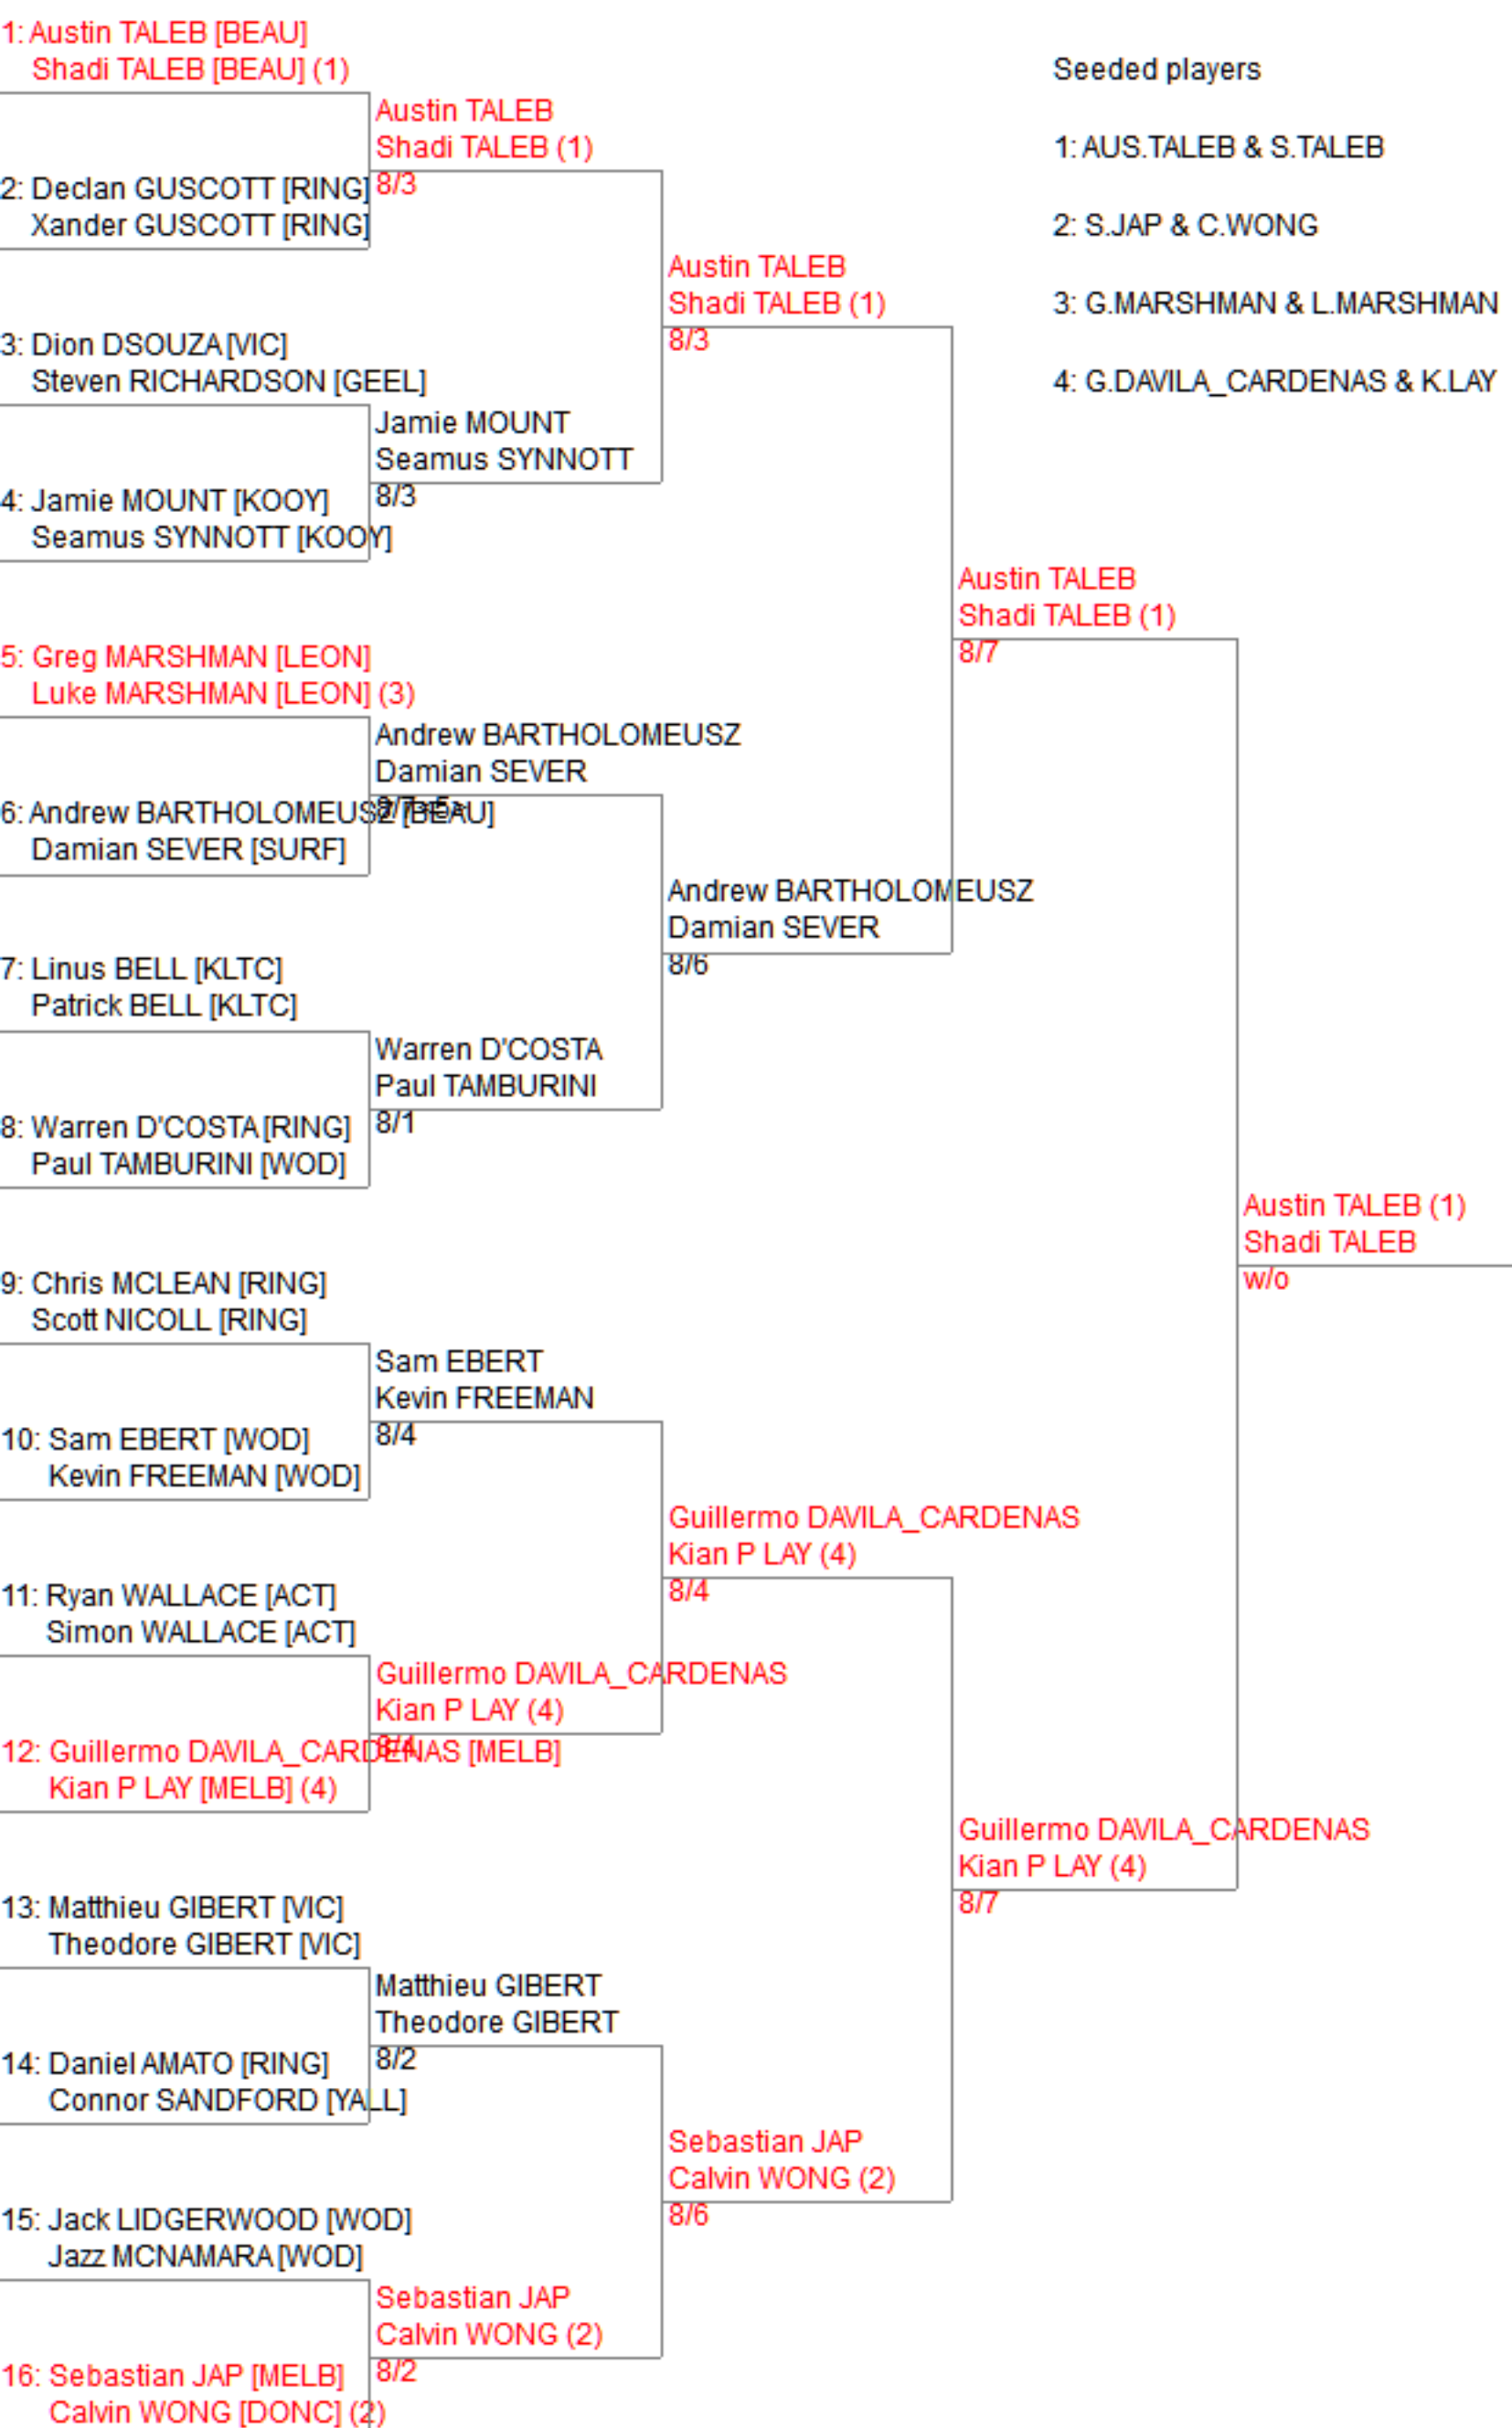 1: Austin TALEB [BEAU]
Shadi TALEB [BEAU] (1)
Seeded players
Austin TALEB
Shadi TALEB (1)
1: AUS.TALEB & S.TALEB
8/3
2: Declan GUSCOTT [RING]
Xander GUSCOTT [RING]
2: S.JAP & C.WONG
Austin TALEB
Shadi TALEB (1)
3: G.MARSHMAN & L.MARSHMAN
8/3
3: Dion DSOUZA [VIC]
Steven RICHARDSON [GEEL]
4: G.DAVILA_CARDENAS & K.LAY
Jamie MOUNT
Seamus SYNNOTT
8/3
4: Jamie MOUNT [KOOY]
Seamus SYNNOTT [KOOY]
Austin TALEB
Shadi TALEB (1)
8/7
5: Greg MARSHMAN [LEON]
Luke MARSHMAN [LEON] (3)
Andrew BARTHOLOMEUSZ
Damian SEVER
6: Andrew BARTHOLOMEUSZ [BEAU]
Damian SEVER [SURF]
Andrew BARTHOLOMEUSZ
Damian SEVER
8/6
7: Linus BELL [KLTC]
Patrick BELL [KLTC]
Warren D'COSTA
Paul TAMBURINI
8/1
8: Warren D'COSTA [RING]
Paul TAMBURINI [WOD]
Austin TALEB (1)
Shadi TALEB
w/o
9: Chris MCLEAN [RING]
Scott NICOLL [RING]
Sam EBERT
Kevin FREEMAN
8/4
10: Sam EBERT [WOD]
Kevin FREEMAN [WOD]
Guillermo DAVILA_CARDENAS
Kian P LAY (4)
8/4
11: Ryan WALLACE [ACT]
Simon WALLACE [ACT]
Guillermo DAVILA_CARDENAS
Kian P LAY (4)
8/4
12: Guillermo DAVILA_CARDENAS [MELB]
Kian P LAY [MELB] (4)
Guillermo DAVILA_CARDENAS
Kian P LAY (4)
8/7
13: Matthieu GIBERT [VIC]
Theodore GIBERT [VIC]
Matthieu GIBERT
Theodore GIBERT
8/2
14: Daniel AMATO [RING]
Connor SANDFORD [YALL]
Sebastian JAP
Calvin WONG (2)
8/6
15: Jack LIDGERWOOD [WOD]
Jazz MCNAMARA [WOD]
Sebastian JAP
Calvin WONG (2)
8/2
16: Sebastian JAP [MELB]
Calvin WONG [DONC] (2)